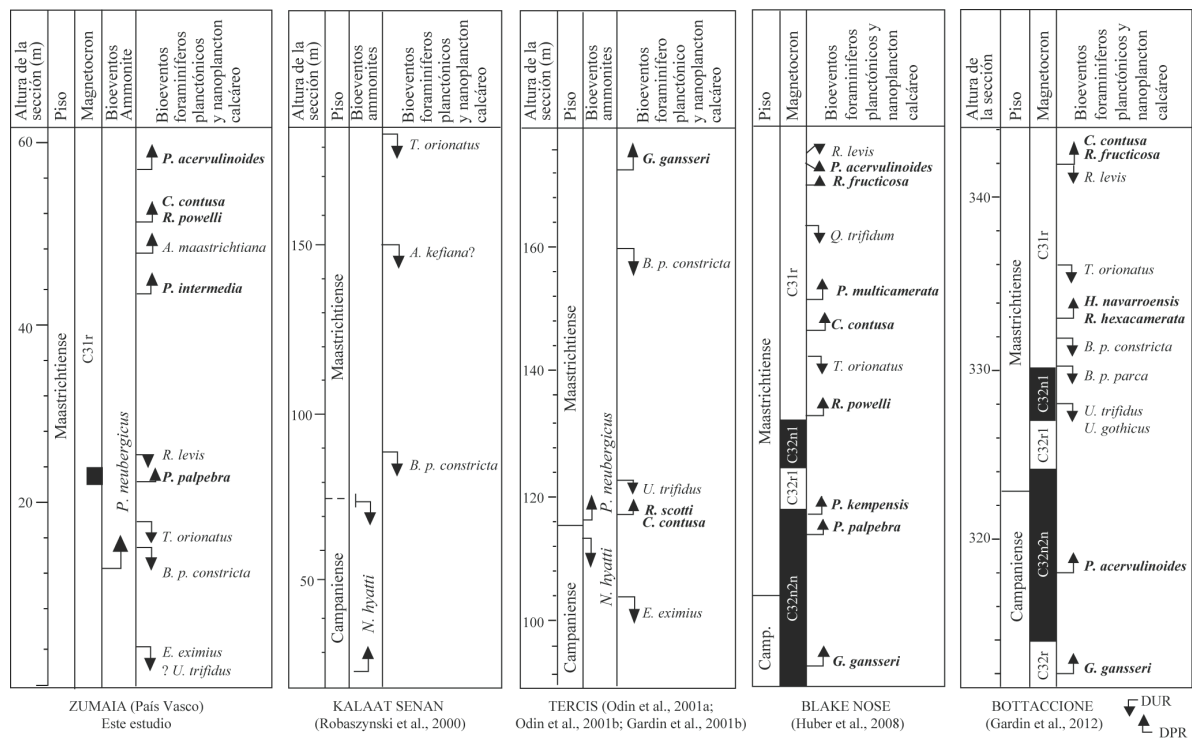 Altura de la
sección (m)
Piso
Magnetocron
Bioeventos
Ammonite
Bioeventos
foraminíferos
planctónicos
y nanoplancton
calcáreo
60
40
20
Maastrichtiense
C31r
P. neubergicus
P. acervulinoides
C. contusa
R. powelli
A. maastrichtiana
P. intermedia
R. levis
P. palpebra
T. orionatus
B. p. constricta
E. eximius
? U. trifidus
ZUMAIA (País Vasco)
Este estudio
Altura de la
sección (m)
Piso
Bioeventos
ammonites
Bioeventos
foraminíferos
planctónicos
y nanoplancton
calcáreo
150
100
50
Maastrichtiense
Campaniense
N. hyatti
T. orionatus
A. kefiana?
B. p. constricta
KALAAT SENAN
(Robaszynski et al., 2000)
Altura de la
sección (m)
Piso
Bioeventos
ammonites
Bioeventos
foraminífero
planctónico
y nanoplancton
calcáreo
160
140
120
100
Maastrichtiense
Campaniense
P. neubergicus
N. hyatti
G. gansseri
B. p. constricta
U. trifidus
R. scotti
C. contusa
E. eximius
TERCIS (Odin et al., 2001a;
Odin et al., 2001b; Gardin et al., 2001b)
Piso
Magnetocron
Bioeventos
foraminíferos
planctónicos y
nanoplancton
calcáreo
Maastrichtiense
Camp.
C31r
C32n1
C32r1
C32n2n
R. levis
P. acervulinoides
R. fructicosa
Q. trifidum
P. multicamerata
C. contusa
T. orionatus
R. powelli
P. kempensis
P. palpebra
G. gansseri
BLAKE NOSE
(Huber et al., 2008)
Altura de
la sección
Piso
Magnetocron
Bioeventos
foraminíferos
planctónicos y
nanoplancton
calcáreo
340
330
320
Maastrichtiense
Campaniense
C31r
C32n1
C32r1
C32n2n
C32r
C. contusa
R. fructicosa
R. levis
T. orionatus
H. navarroensis
R. hexacamerata
B. p. constricta
B. p. parca
U. trifidus
U. gothicus
P. acervulinoides
G. gansseri
BOTTACCIONE
(Gardin et al., 2012)
DUR
DPR